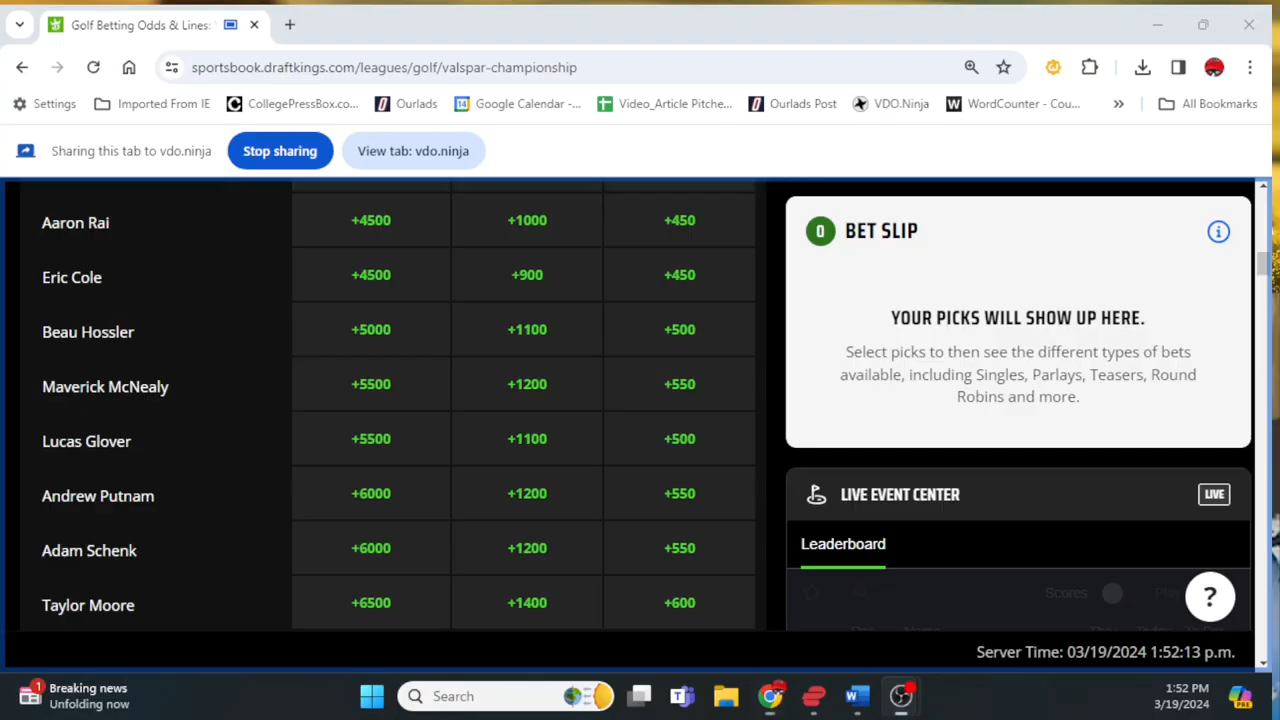 Golf Betting Odds & Lines:
sportsbook.draftkings.com/leagues/golf/valspar-championship
Settings
Imported From IE
CollegePressBox.co...
Ourlads
Google Calendar -...
Video_Article Pitche...
Ourlads Post
VDO.Ninja
WordCounter - Cou...
All Bookmarks
Sharing this tab to vdo.ninja
Stop sharing
View tab: vdo.ninja
Aaron Rai +4500 +1000 +450
Eric Cole +4500 +900 +450
Beau Hossler +5000 +1100 +500
Maverick McNealy +5500 +1200 +550
Lucas Glover +5500 +1100 +500
Andrew Putnam +6000 +1200 +550
Adam Schenk +6000 +1200 +550
Taylor Moore +6500 +1400 +600
0 BET SLIP
YOUR PICKS WILL SHOW UP HERE.
Select picks to then see the different types of bets
available, including Singles, Parlays, Teasers, Round
Robins and more.
LIVE EVENT CENTER LIVE
Leaderboard
Scores
?
Server Time: 03/19/2024 1:52:13 p.m.
1 Breaking news
Unfolding now
Search
1:52 PM
3/19/2024
PRE